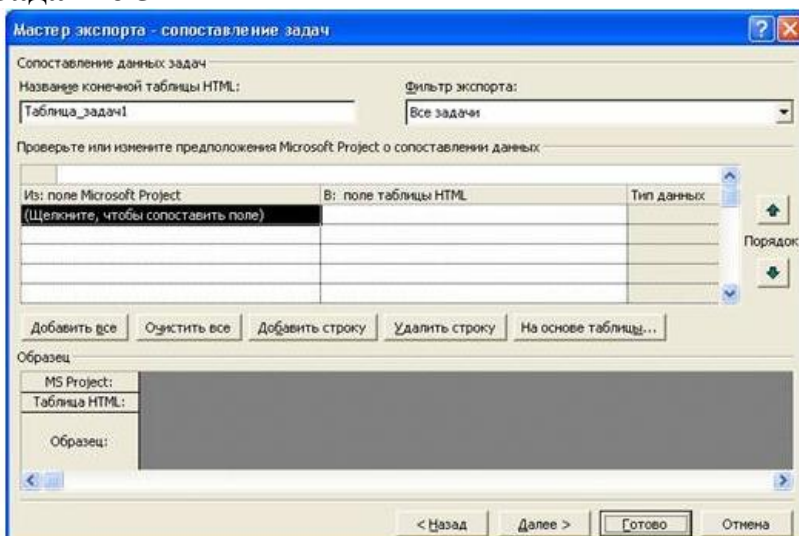 Мастер экспорта - сопоставление задач
Сопоставление данных задач
Название конечной таблицы HTML:
Фильтр экспорта:
Таблица_задач1
Все задачи
Проверьте или измените предположения Microsoft Project о сопоставлении данных
Из: поле Microsoft Project
В: поле таблицы HTML
Тип данных
(Щелкните, чтобы сопоставить поле)
Порядок
Добавить все
Очистить все
Добавить строку
Удалить строку
На основе таблицы...
Образец
MS Project:
Таблица HTML:
Образец:
< Назад
Далее >
Готово
Отмена